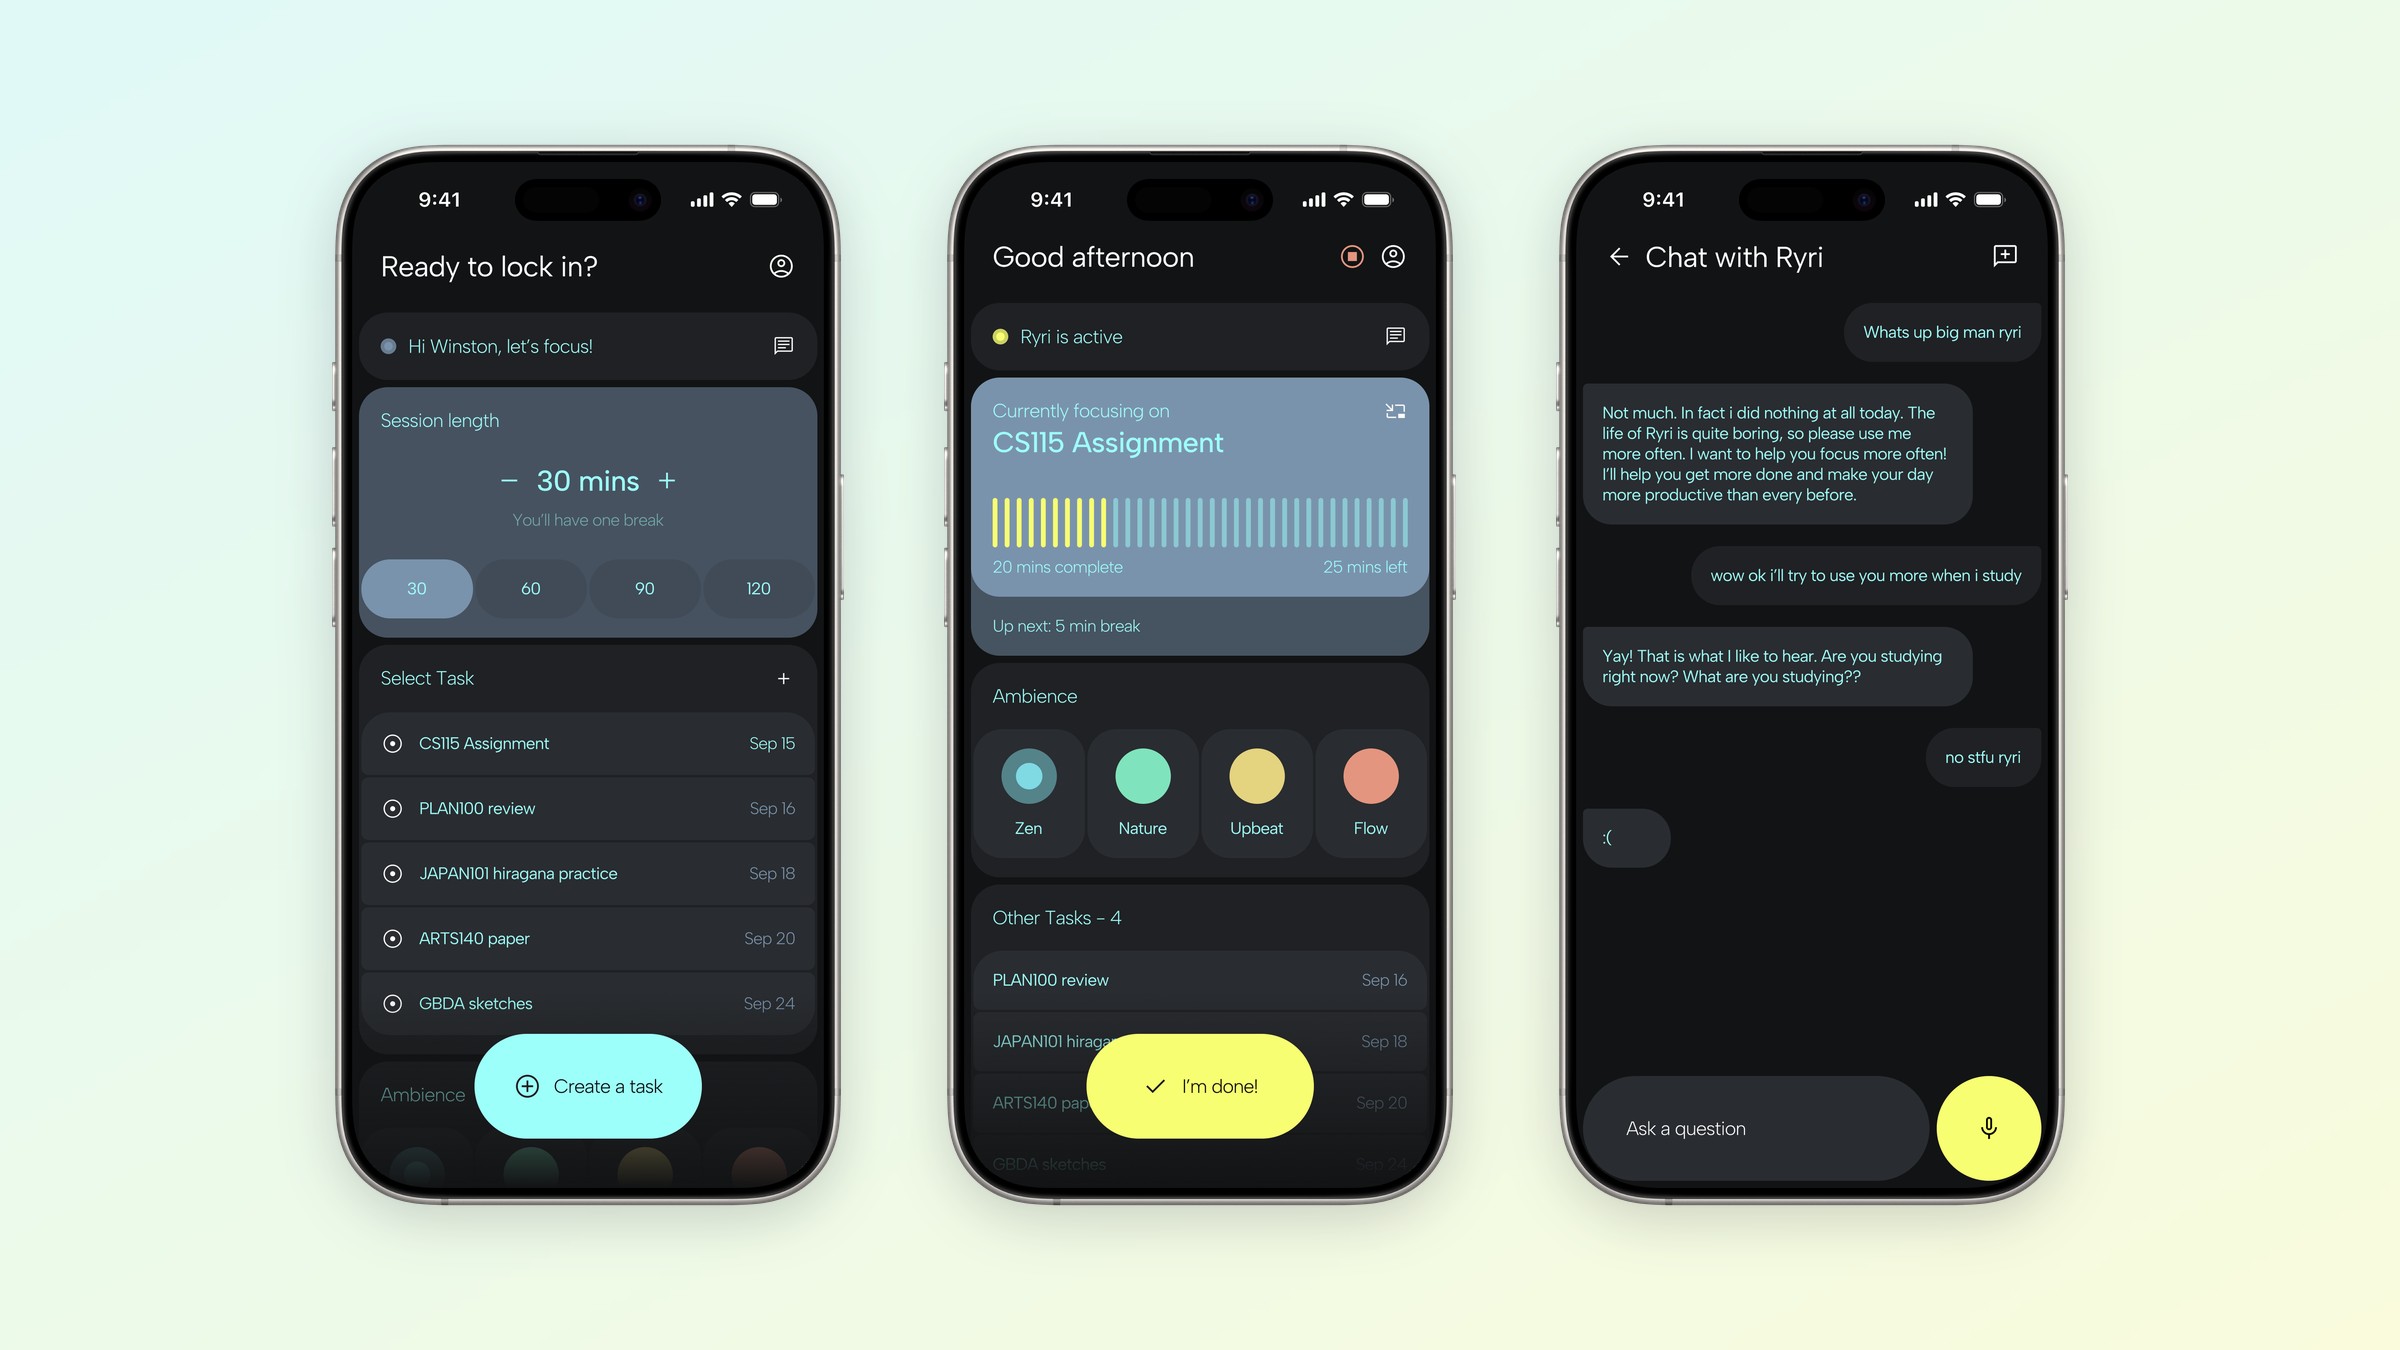 9:41
Ready to lock in?
Hi Winston, let's focus!
Session length
− 30 mins +
You'll have one break
30 60 90 120
Select Task +
CS115 Assignment Sep 15
PLAN100 review Sep 16
JAPAN101 hiragana practice Sep 18
ARTS140 paper Sep 20
GBDA sketches Sep 24
Create a task
Ambience
9:41
Good afternoon
Ryri is active
Currently focusing on
CS115 Assignment
20 mins complete 25 mins left
Up next: 5 min break
Ambience
Zen Nature Upbeat Flow
Other Tasks – 4
PLAN100 review Sep 16
JAPAN101 hiragan Sep 18
I'm done!
ARTS140 pap Sep 20
GBDA sketches Sep 24
9:41
Chat with Ryri
Whats up big man ryri
Not much. In fact i did nothing at all today. The
life of Ryri is quite boring, so please use me
more often. I want to help you focus more often!
I'll help you get more done and make your day
more productive than every before.
wow ok i'll try to use you more when i study
Yay! That is what I like to hear. Are you studying
right now? What are you studying??
no stfu ryri
:(
Ask a question